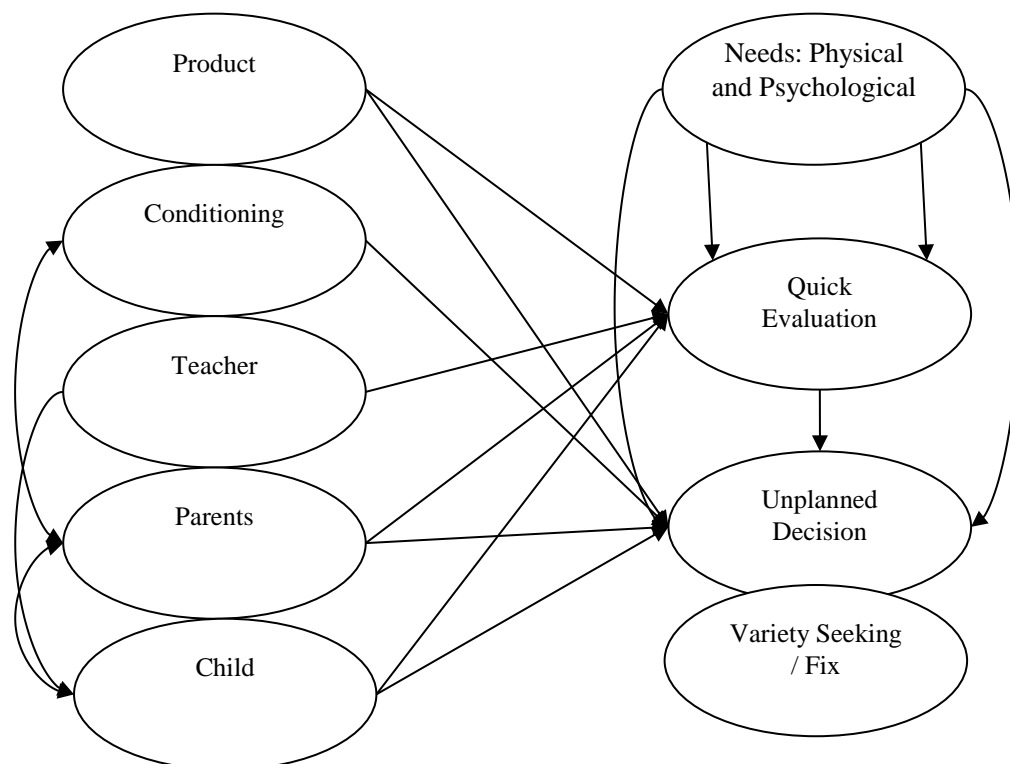 Product
Conditioning
Teacher
Parents
Child
Needs: Physical
and Psychological
Quick
Evaluation
Unplanned
Decision
Variety Seeking
/ Fix